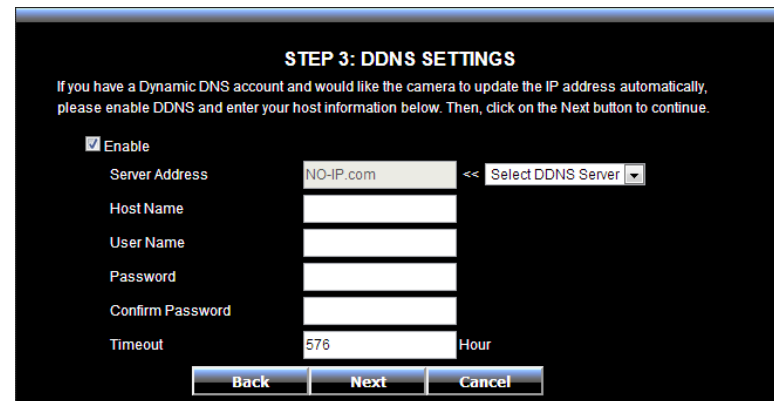 STEP 3: DDNS SETTINGS
If you have a Dynamic DNS account and would like the camera to update the IP address automatically,
please enable DDNS and enter your host information below. Then, click on the Next button to continue.
Enable
Server Address NO-IP.com << Select DDNS Server
Host Name
User Name
Password
Confirm Password
Timeout 576 Hour
Back Next Cancel